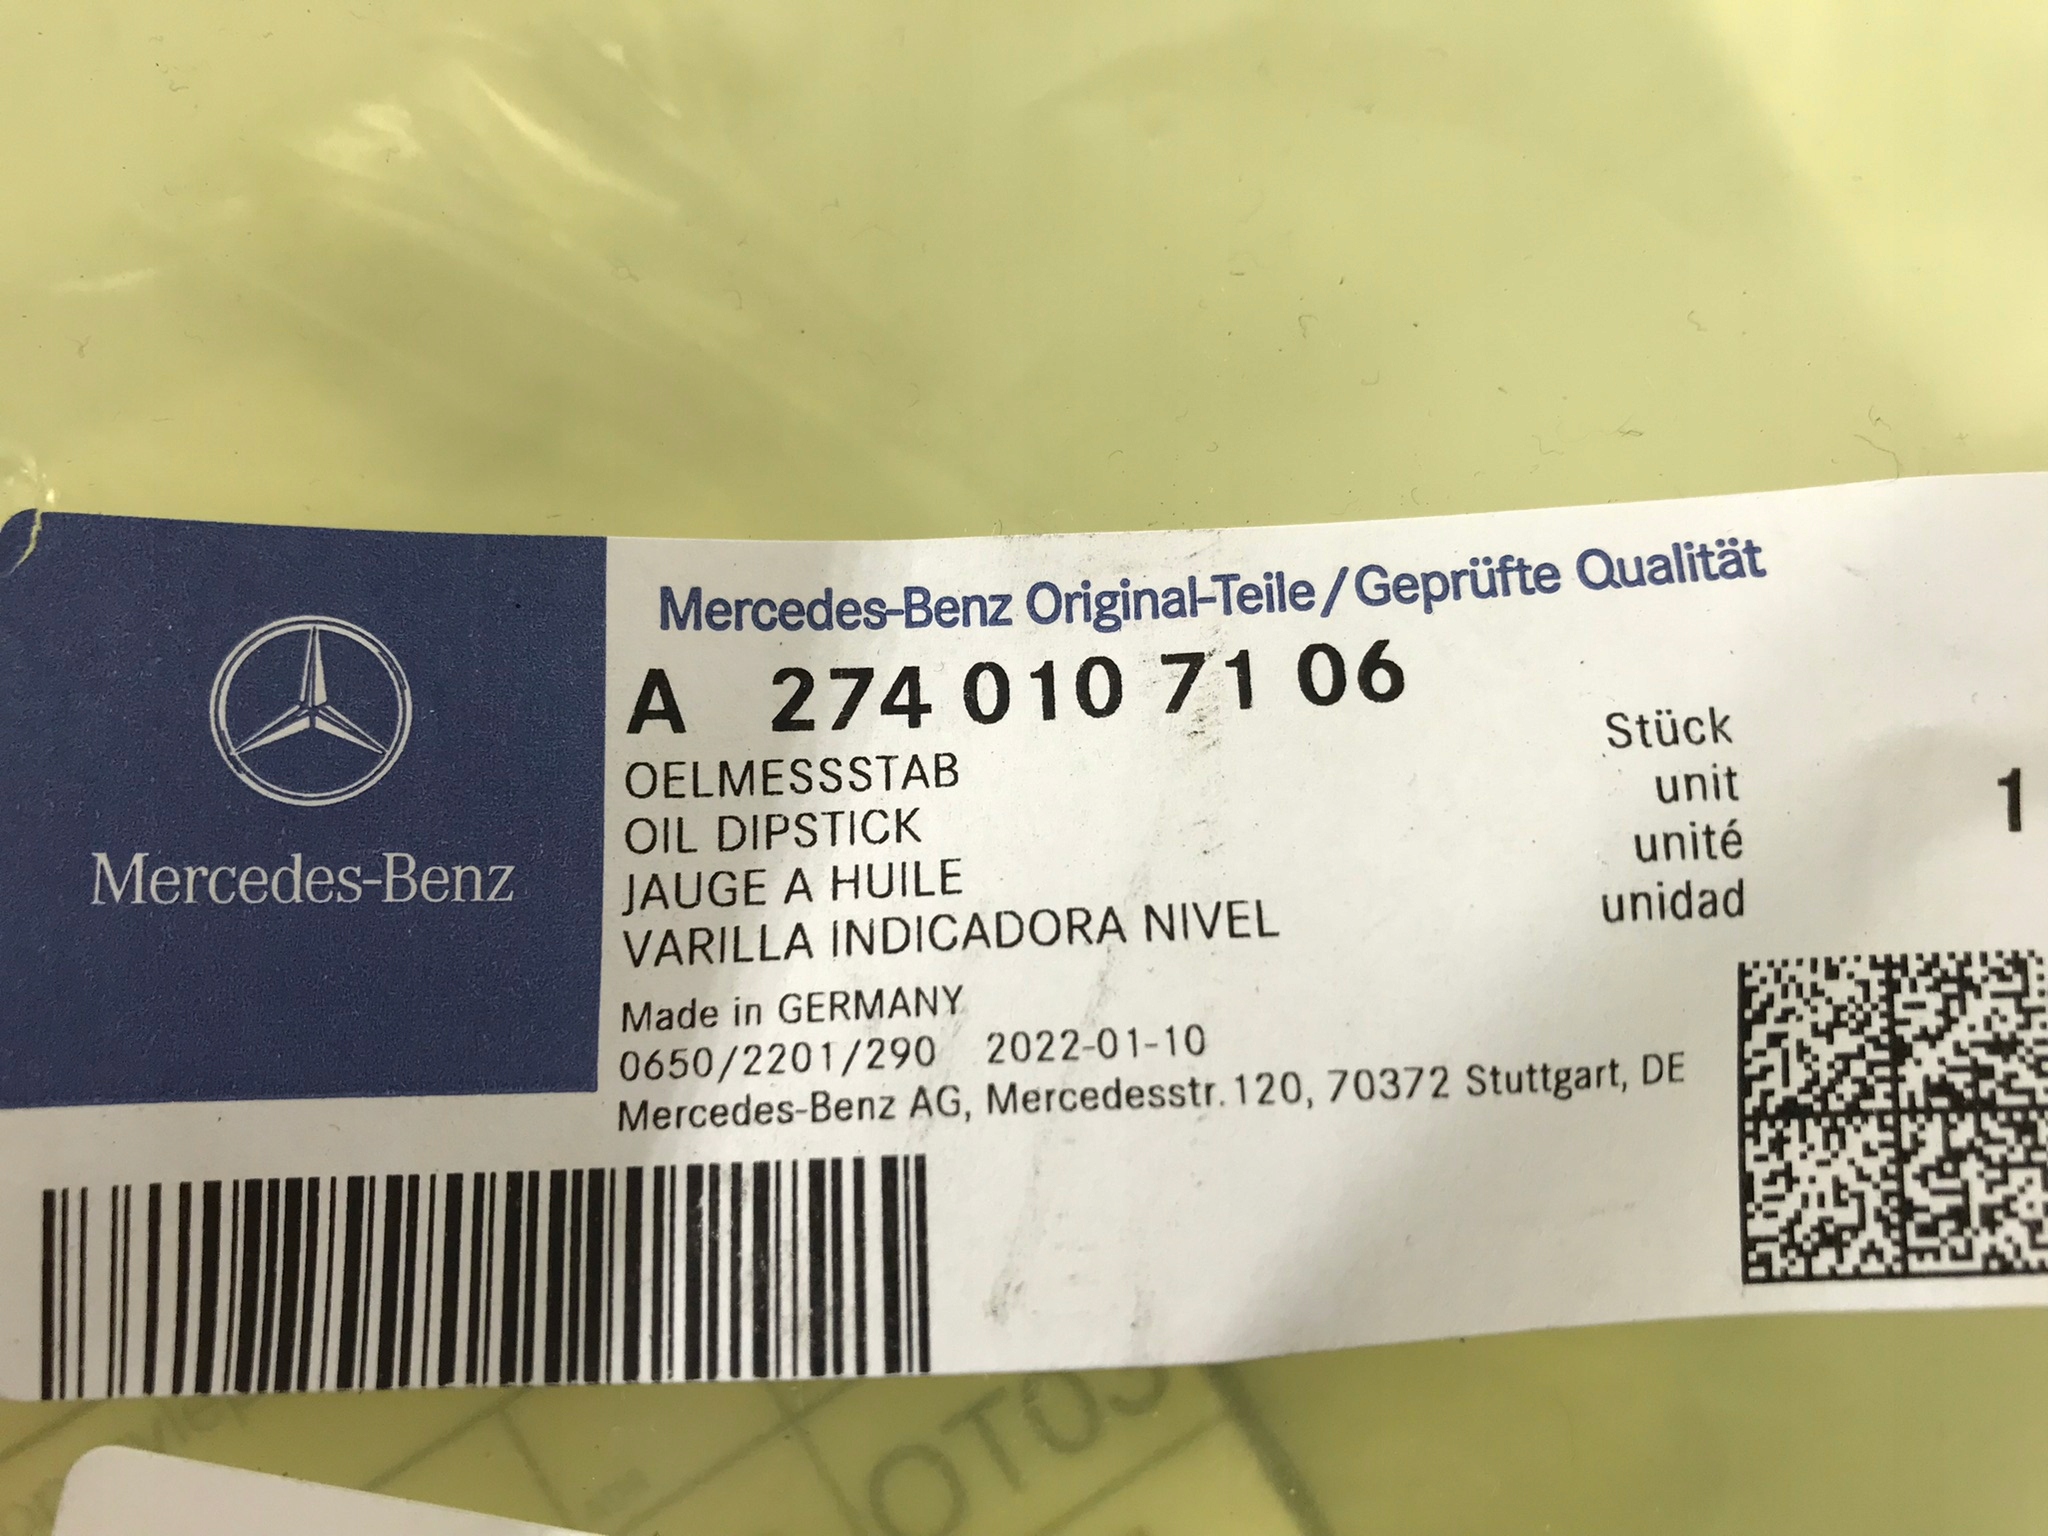 Mercedes-Benz
Mercedes-Benz Original-Teile/Geprüfte Qualität
A 274 010 71 06
OELMESSSTAB
OIL DIPSTICK
JAUGE A HUILE
VARILLA INDICADORA NIVEL
Stück
unit
unité
unidad
1
Made in GERMANY
0650/2201/290 2022-01-10
Mercedes-Benz AG, Mercedesstr.120, 70372 Stuttgart, DE